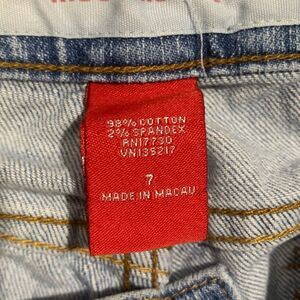 98% COTTON
2% SPANDEX
RN17730
VN135217
7
MADE IN MACAU